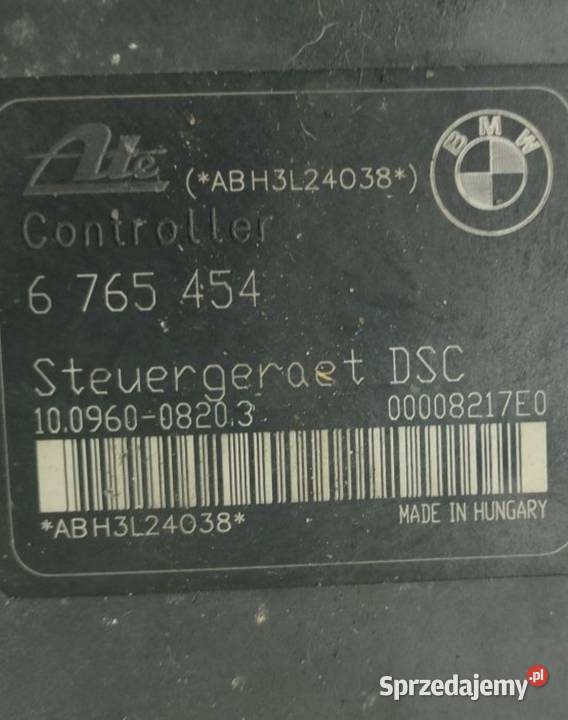 Ate (*ABH3L24038*) BMW
Controller
6 765 454
Steuergeraet DSC
10.0960-0820.3 00008217E0
*ABH3L24038* MADE IN HUNGARY
Sprzedajemy.pl